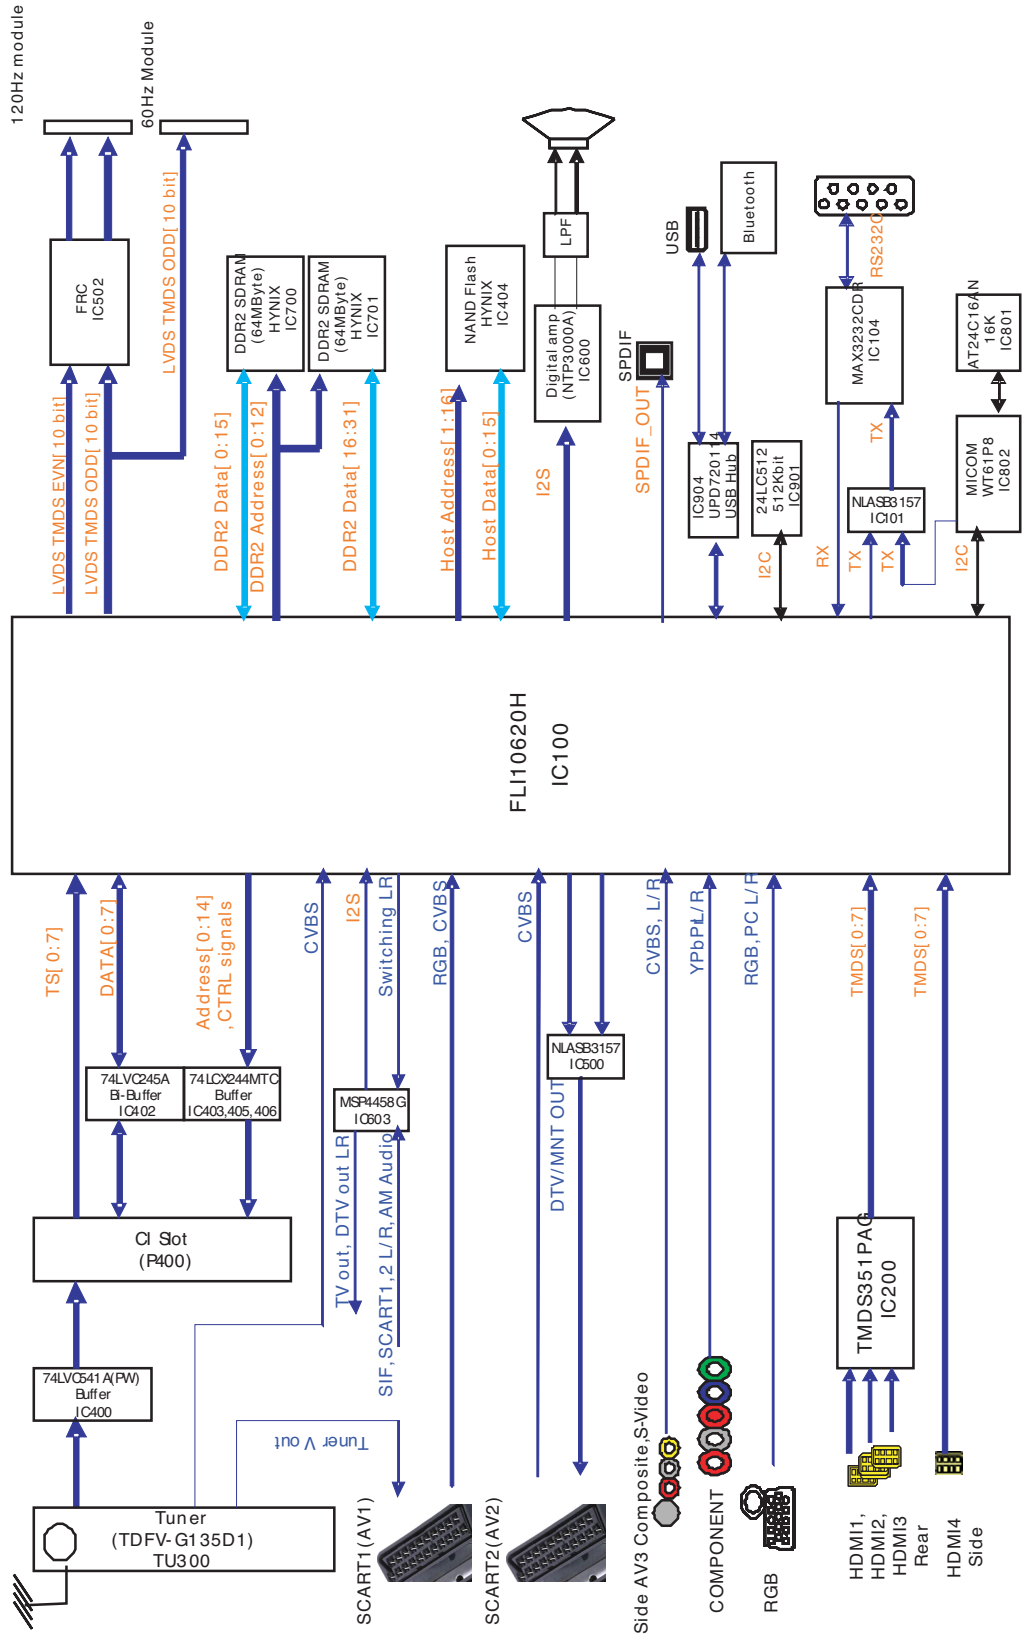 120Hz module
60Hz Module
FRC
IC502
LVDS TMDS EVN[10 bit]
LVDS TMDS ODD[10 bit]
LVDS TMDS ODD[10 bit]
DDR2 SDRAM
(64MByte)
HYNIX
IC700
DDR2 SDRAM
(64MByte)
HYNIX
IC701
DDR2 Data[0:15]
DDR2 Address[0:12]
DDR2 Data[16:31]
NAND Flash
HYNIX
IC404
Host Address[1:16]
Host Data[0:15]
LPF
Digital amp
(NTP3000A)
IC600
I2S
SPDIF
SPDIF_OUT
USB
Bluetooth
IC904
UPD720114
USB Hub
24LC512
512Kbit
IC901
I2C
RS232C
MAX3232CDR
IC104
RX
TX
TX
TX
NLASB3157
IC101
AT24C16AN
16K
IC801
MICOM
WT61P8
IC802
I2C
FLI10620H
IC100
TS[0:7]
DATA[0:7]
Address[0:14]
,CTRL signals
CVBS
I2S
Switching LR
RGB, CVBS
CVBS
CVBS, L/R
YPbPr L/R
RGB,PC L/R
TMDS[0:7]
TMDS[0:7]
74LVC245A
Bi-Buffer
IC402
74LCX244MTC
Buffer
IC403,405,406
MSP4458G
IC603
NLASB3157
IC500
TV out, DTV out LR
SIF,SCART1,2 L/R,AM Audio
DTV/MNT OUT
CI Slot
(P400)
74LVC541A(PW)
Buffer
IC400
Tuner V out
TMDS351PAG
IC200
Tuner
(TDFV-G135D1)
TU300
SCART1(AV1)
SCART2(AV2)
Side AV3 Composite,S-Video
COMPONENT
RGB
HDMI1,
HDMI2,
HDMI3
Rear
HDMI4
Side